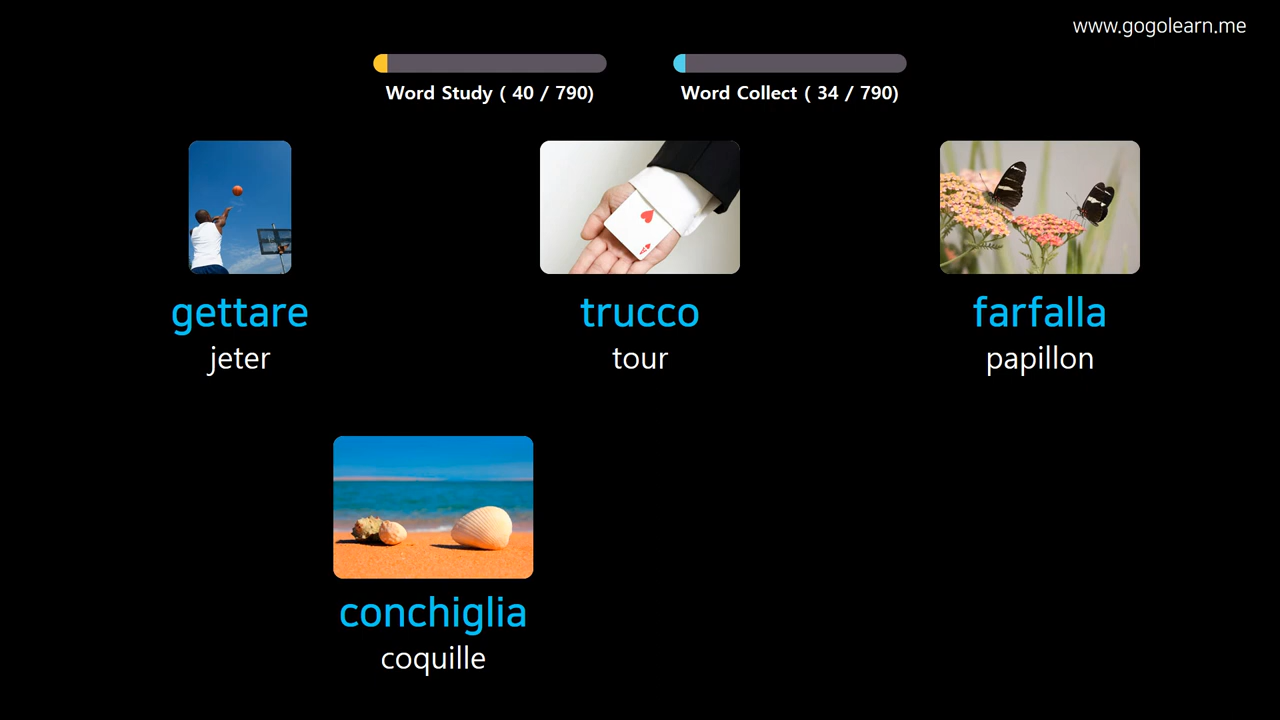 www.gogolearn.me
Word Study ( 40 / 790)
Word Collect ( 34 / 790)
gettare
jeter
trucco
tour
farfalla
papillon
conchiglia
coquille